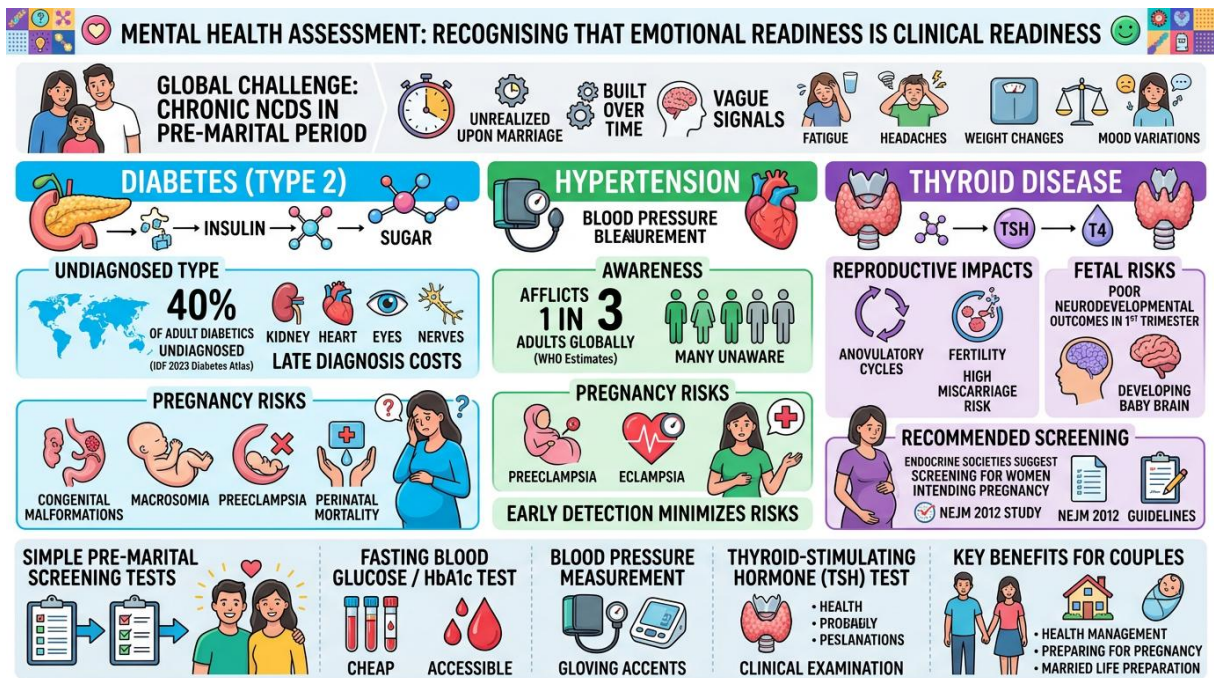 MENTAL HEALTH ASSESSMENT: RECOGNISING THAT EMOTIONAL READINESS IS CLINICAL READINESS
GLOBAL CHALLENGE:
CHRONIC NCDS IN
PRE-MARITAL PERIOD
UNREALIZED
UPON MARRIAGE
BUILT
OVER
TIME
VAGUE
SIGNALS
FATIGUE
HEADACHES
WEIGHT CHANGES
MOOD VARIATIONS
DIABETES (TYPE 2)
INSULIN
SUGAR
UNDIAGNOSED TYPE
40%
OF ADULT DIABETICS
UNDIAGNOSED
(IDF 2023 Diabetes Atlas)
KIDNEY HEART EYES NERVES
LATE DIAGNOSIS COSTS
PREGNANCY RISKS
CONGENITAL
MALFORMATIONS
MACROSOMIA
PREECLAMPSIA
PERINATAL
MORTALITY
HYPERTENSION
BLOOD PRESSURE
AWARENESS
AFFLICTS
1 IN 3
ADULTS GLOBALLY
(WHO Estimates)
MANY UNAWARE
PREGNANCY RISKS
PREECLAMPSIA
ECLAMPSIA
EARLY DETECTION MINIMIZES RISKS
THYROID DISEASE
TSH
T4
REPRODUCTIVE IMPACTS
ANOVULATORY
CYCLES
FERTILITY
HIGH
MISCARRIAGE
RISK
FETAL RISKS
POOR
NEURODEVELOPMENTAL
OUTCOMES IN 1ST TRIMESTER
DEVELOPING
BABY BRAIN
RECOMMENDED SCREENING
ENDOCRINE SOCIETIES SUGGEST
SCREENING FOR WOMEN
INTENDING PREGNANCY
NEJM 2012 STUDY
NEJM 2012
GUIDELINES
SIMPLE PRE-MARITAL
SCREENING TESTS
FASTING BLOOD
GLUCOSE / HbA1c TEST
CHEAP
ACCESSIBLE
BLOOD PRESSURE
MEASUREMENT
GLOVING ACCENTS
THYROID-STIMULATING
HORMONE (TSH) TEST
• HEALTH
• PESLANATIONS
CLINICAL EXAMINATION
KEY BENEFITS FOR COUPLES
• HEALTH MANAGEMENT
• PREPARING FOR PREGNANCY
• MARRIED LIFE PREPARATION